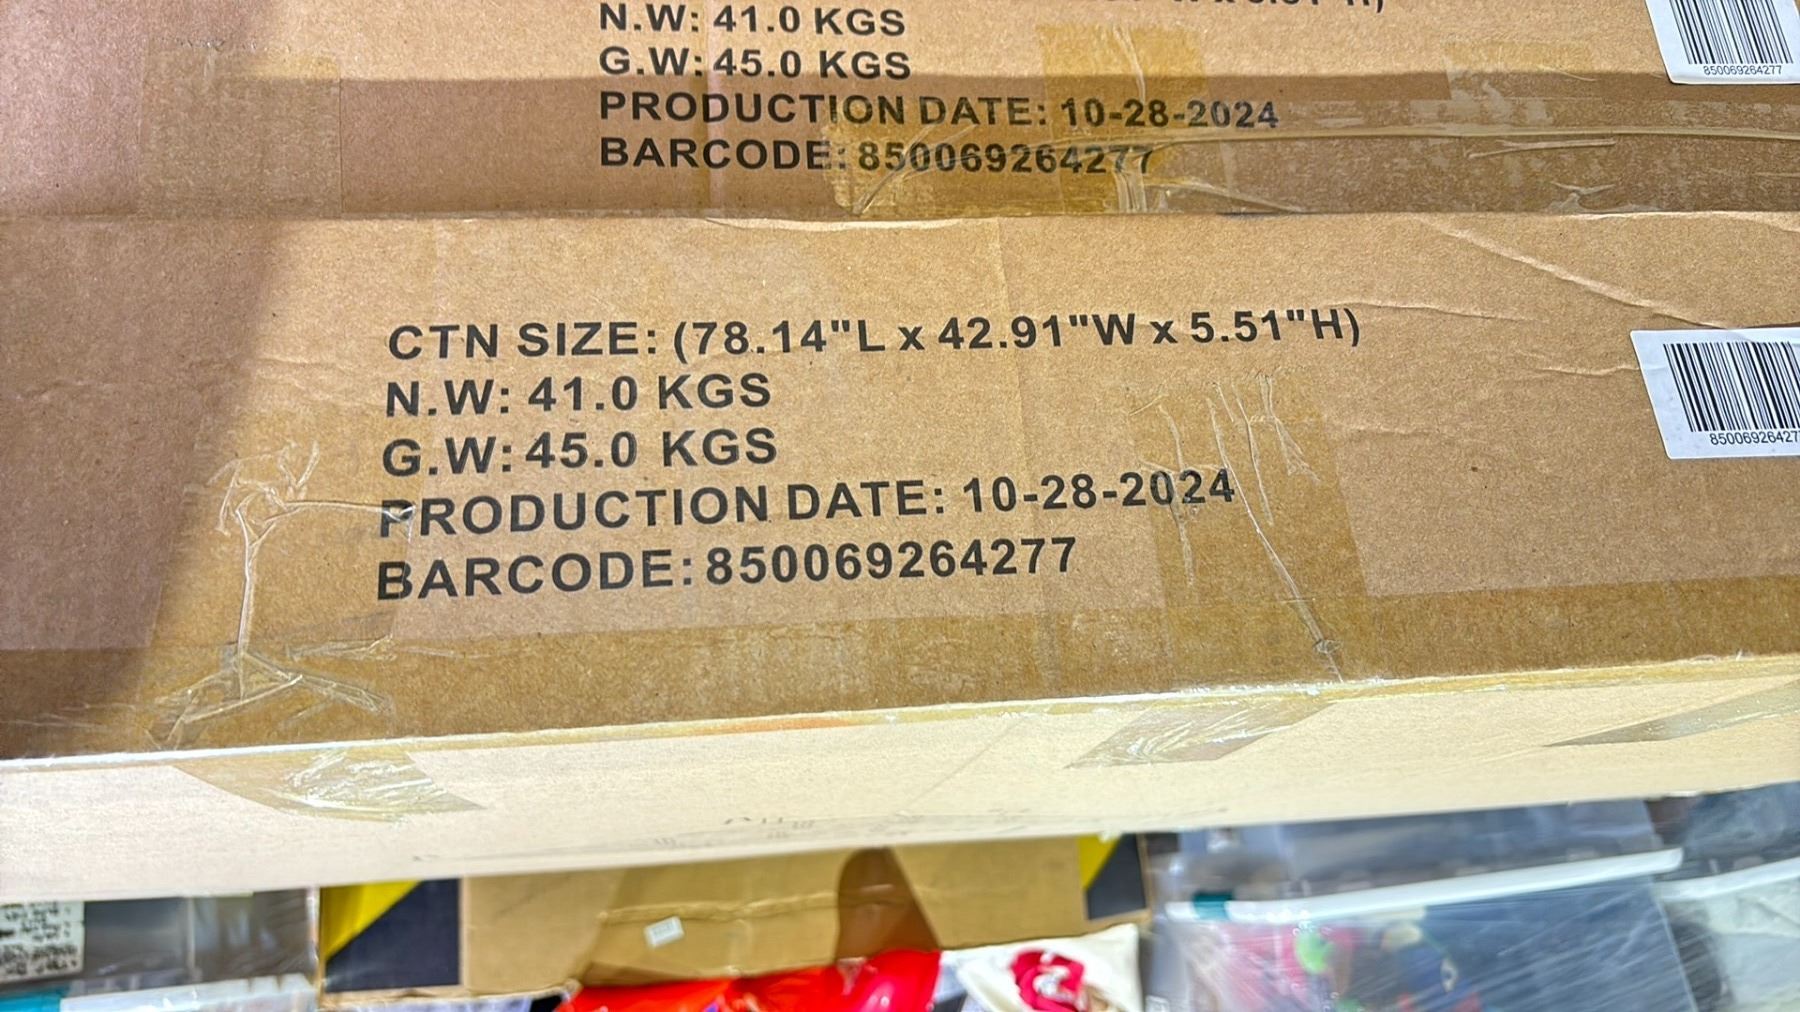 N.W: 41.0 KGS
G.W: 45.0 KGS
PRODUCTION DATE: 10-28-2024
BARCODE: 850069264277
850069264277
CTN SIZE: (78.14"L x 42.91"W x 5.51"H)
N.W: 41.0 KGS
G.W: 45.0 KGS
PRODUCTION DATE: 10-28-2024
BARCODE: 850069264277
85006926427